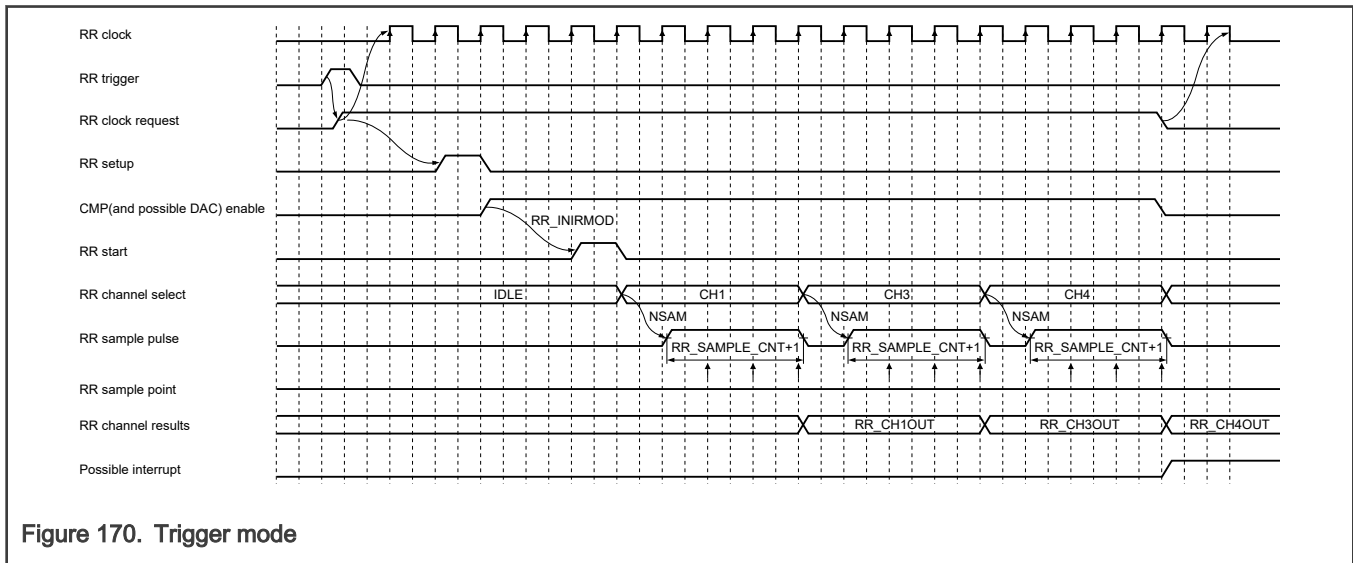 RR clock
RR trigger
RR clock request
RR setup
CMP(and possible DAC) enable
RR_INIRMOD
RR start
RR channel select
IDLE
CH1
CH3
CH4
NSAM
NSAM
NSAM
RR sample pulse
RR_SAMPLE_CNT+1
RR_SAMPLE_CNT+1
RR_SAMPLE_CNT+1
RR sample point
RR channel results
RR_CH1OUT
RR_CH3OUT
RR_CH4OUT
Possible interrupt
Figure 170. Trigger mode